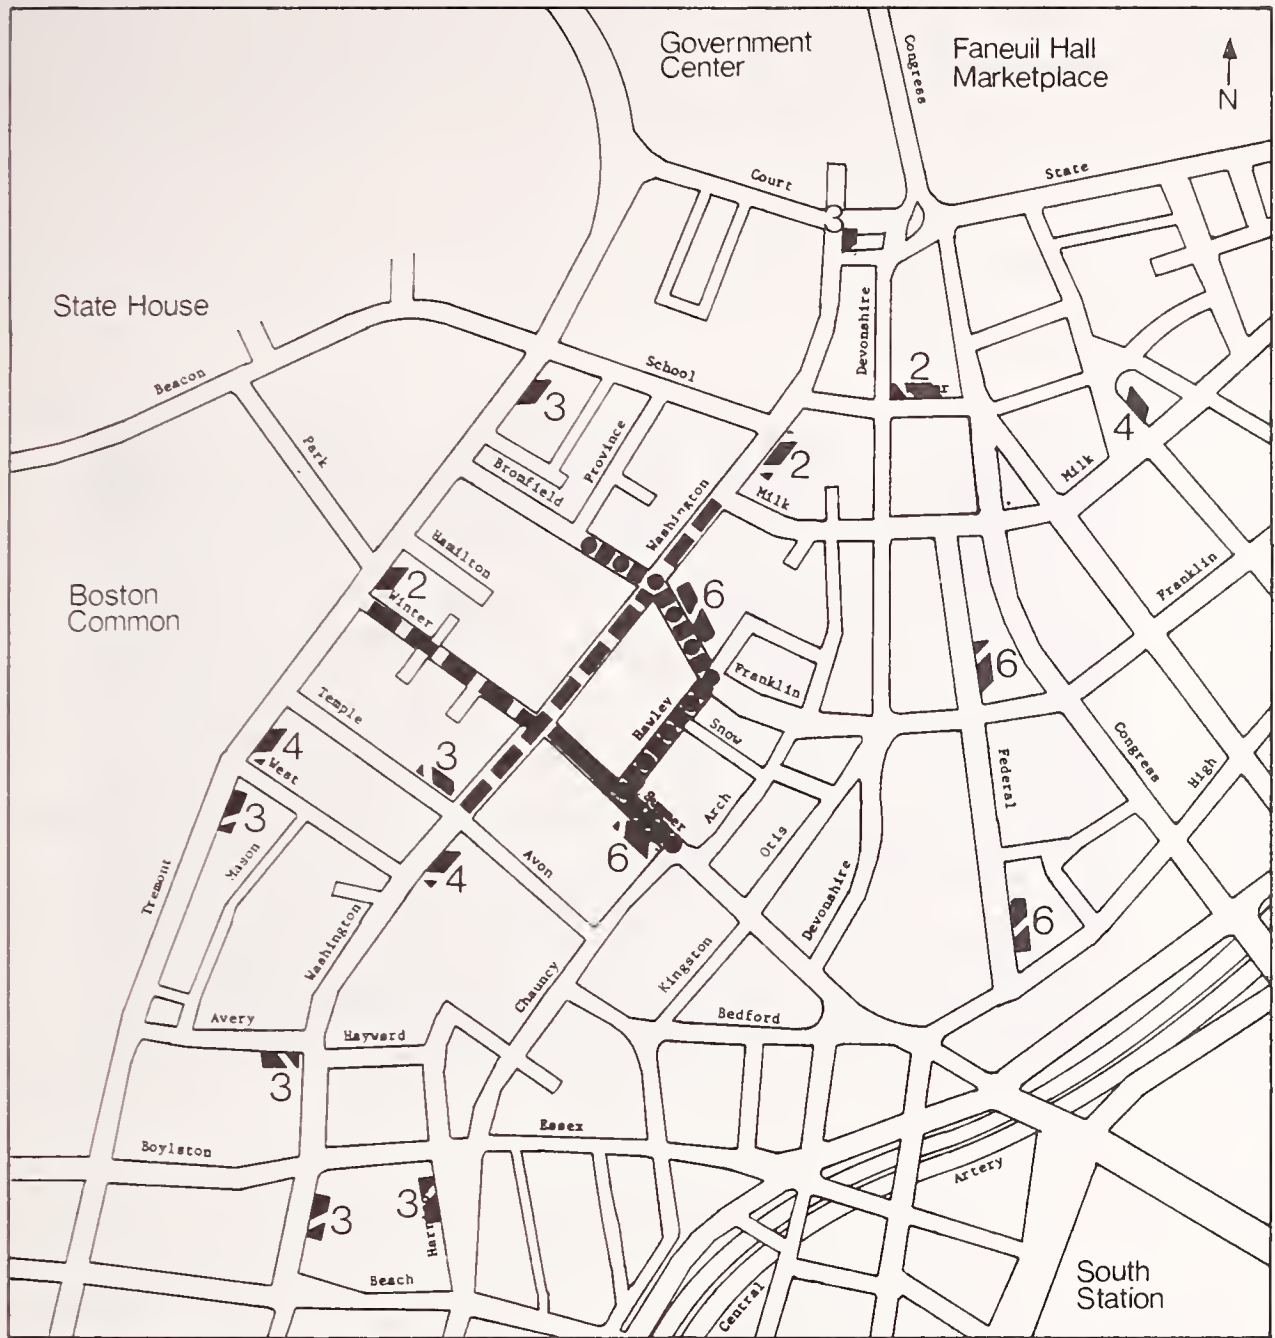 Government
Center
Congress
Faneuil Hall
Marketplace
N
Court
State
3
State House
Beacon
Devonshire
School
2
3
Park
Province
Bromfield
4
2
Milk
Milk
Washington
Hamilton
Franklin
Boston
Common
2
Winter
6
6
Franklin
Temple
Hawley
Snow
4
3
West
Federal
Congress
High
3
Arch
Mason
Otis
6
Avon
4
Tremont
Devonshire
6
Washington
Kingston
Chauncy
Avery
Bedford
Hayward
3
Essex
Boylston
Artery
3
3
Beach
Central
South
Station